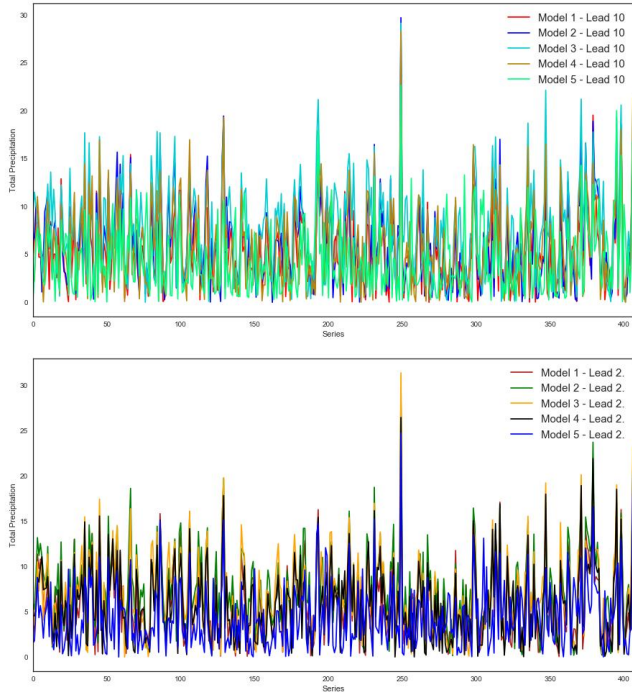 30
25
20
15
10
5
0
Total Precipitation
0 50 100 150 200 250 300 350 400
Series
Model 1 - Lead 10
Model 2 - Lead 10
Model 3 - Lead 10
Model 4 - Lead 10
Model 5 - Lead 10
30
25
20
15
10
5
0
Total Precipitation
0 50 100 150 200 250 300 350 400
Series
Model 1 - Lead 2.
Model 2 - Lead 2.
Model 3 - Lead 2.
Model 4 - Lead 2.
Model 5 - Lead 2.